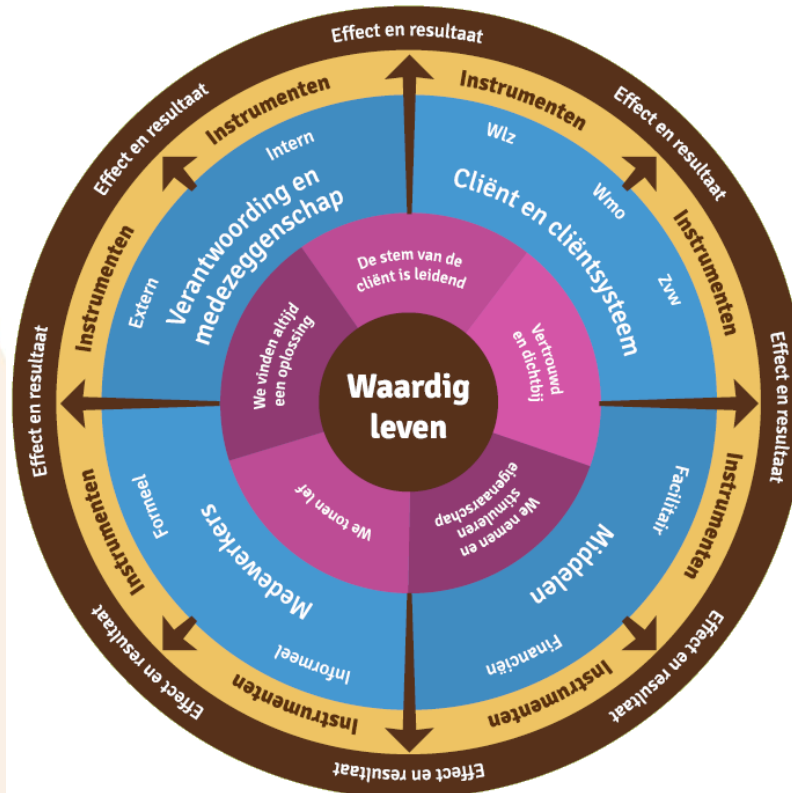 Effect en resultaat
Effect en resultaat
Effect en resultaat
Effect en resultaat
Effect en resultaat
Effect en resultaat
Effect en resultaat
Effect en resultaat
Instrumenten
Instrumenten
Instrumenten
Instrumenten
Instrumenten
Instrumenten
Instrumenten
Instrumenten
Wlz
Wmo
Zvw
Cliënt en cliëntsysteem
Facilitair
Financiën
Middelen
Informeel
Formeel
Medewerkers
Extern
Intern
Verantwoording en
medezeggenschap
De stem van de
cliënt is leidend
Vertrouwd
en dichtbij
We nemen en
stimuleren
eigenaarschap
We tonen lef
We vinden altijd
een oplossing
Waardig
leven